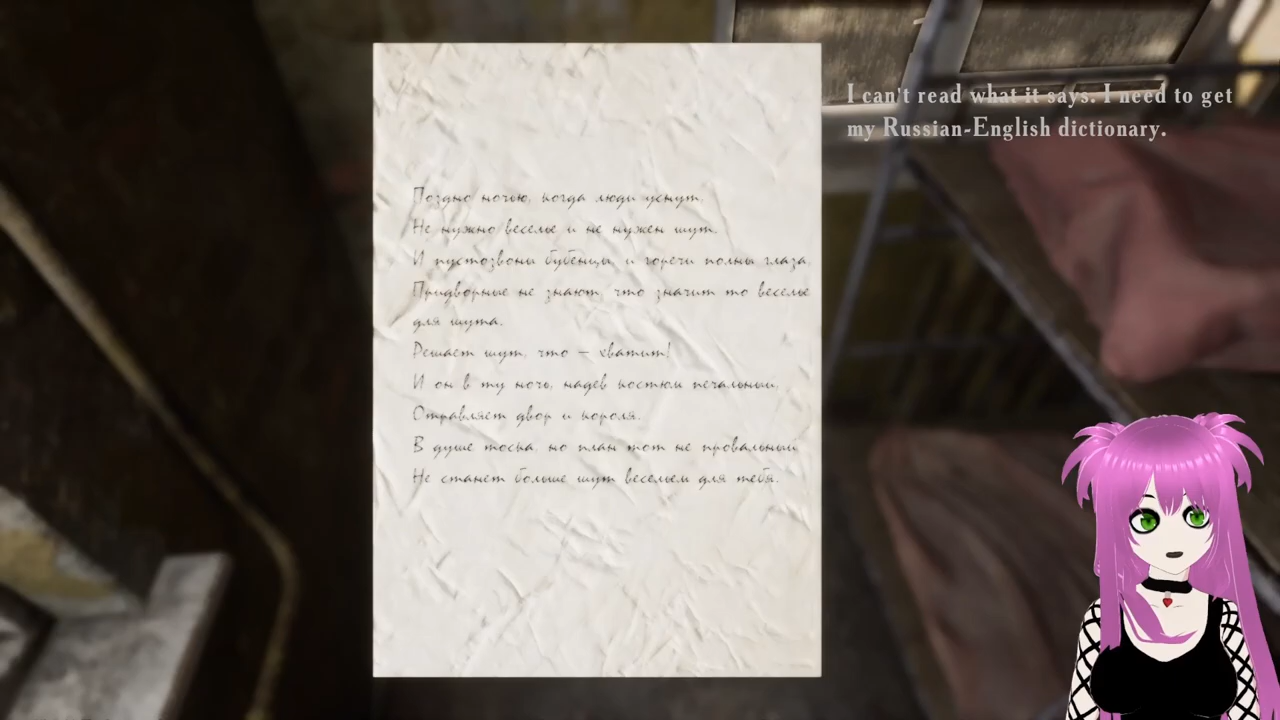 Поздно ночью, когда люди уснут,
Не нужно веселье и не нужен шут.
И пустозвоны бубенцы, и горечи полны глаза,
Придворные не знают, что значит то веселье
для шута.
Решает шут, что — хватит!
И он в ту ночь, надев костюм печальный,
Отравляет двор и короля.
В душе тоска, но план тот не провальный
Не станет больше шут весельем для тебя.
I can't read what it says. I need to get
my Russian-English dictionary.